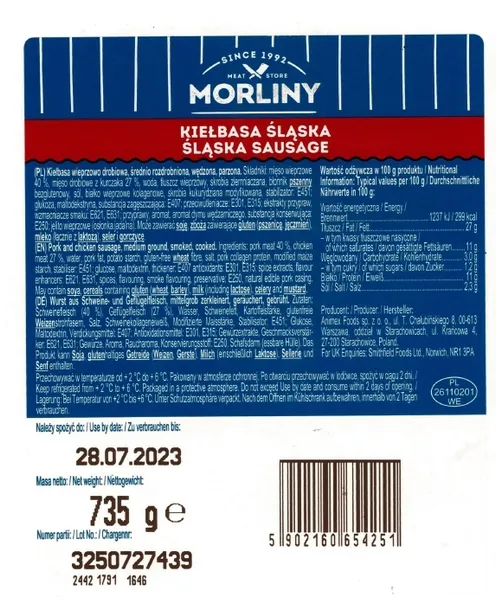 SINCE 1992
MEAT STORE
MORLINY
KIEŁBASA ŚLĄSKA
ŚLĄSKA SAUSAGE
(PL) Kiełbasa wieprzowo drobiowa, średnio rozdrobniona, wędzona, parzona. Składniki: mięso wieprzowe
40 %, mięso drobiowe z kurczaka 27 %, woda, tłuszcz wieprzowy, skrobia ziemniaczana, błonnik pszenny
bezglutenowy, sól, białko wieprzowe kolagenowe, skrobia kukurydziana modyfikowana, stabilizator: E451;
glukoza, maltodekstryna, substancja zagęszczająca: E407; przeciwutleniacze: E301, E315; ekstrakty przypraw,
wzmacniacze smaku: E621, E631; przyprawy, aromat, aromat dymu wędzarniczego, substancja konserwująca:
E250; jelito wieprzowe (osłonka jadalna). Może zawierać: soję, zboża zawierające gluten (pszenicę, jęczmień),
mleko (łącznie z laktozą), seler i gorczycę.
(EN) Pork and chicken sausage, medium ground, smoked, cooked. Ingredients: pork meat 40 %, chicken
meat 27 %, water, pork fat, potato starch, gluten-free wheat fibre, salt, pork collagen protein, modified maize
starch, stabiliser: E451; glucose, maltodextrin, thickener: E407 antioxidants: E301, E315; spice extracts, flavour
enhancers: E621, E631; spices, flavouring, smoke flavouring, preservative: E250, natural edible pork casing.
May contain soya, cereals containing gluten (wheat, barley), milk (including lactose), celery and mustard.
(DE) Wurst aus Schweine- und Geflügelfleisch, mittelgrob zerkleinert, geräuchert, gebrüht. Zutaten:
Schweinefleisch (40 %), Geflügelfleisch (27 %), Wasser, Schweinefett, Kartoffelstärke, glutenfreie
Weizenstrohfasern, Salz, Schweinekollageneiweiß, Modifizierte Maisstärke, Stabilisator: E451; Glukose,
Maltodextrin, Verdickungsmittel: E407, Antioxidationsmittel: E301, E315, Gewürzextrakte, Geschmacksverstär-
ker: E621, E631; Gewürze, Aroma, Raucharoma, Konservierungsstoff: E250, Schafsdarm (essbare Hülle). Das
Produkt kann Soja, glutenhaltiges Getreide (Weizen, Gerste), Milch (einschließlich Laktose), Sellerie und
Senf enthalten.
Wartość odżywcza w 100 g produktu / Nutritional
Information: Typical values per 100 g / Durchschnittliche
Nährwerte in 100 g:
Wartość energetyczna / Energy /
Brennwert 1237 kJ / 299 kcal
Tłuszcz / Fat / Fett 27 g
– w tym kwasy tłuszczowe nasycone /
of which saturates / davon gesättigte Fettsäuren 11 g
Węglowodany / Carbohydrate / Kohlenhydrate 3,0 g
– w tym cukry / of which sugars / davon Zucker 1,2 g
Białko / Protein / Eiweiß 11 g
Sól / Salt / Salz 2,3 g
Producent / Producer / Hersteller:
Animex Foods sp. z o. o., ul. T. Chałubińskiego 8, 00-613
Warszawa, oddział w Starachowicach, ul. Krańcowa 4,
27-200 Starachowice, Poland.
For UK Enquiries: Smithfield Foods Ltd., Norwich, NR1 5PA
Przechowywać w temperaturze od + 2 °C do + 6 °C. Pakowany w atmosferze ochronnej. Po otwarciu przechowywać w lodówce, spożyć w ciągu 2 dni. /
Keep refrigerated from + 2 °C to + 6 °C. Packaged in a protective atmosphere. Do not exceed Use by date and consume within 2 days of opening. /
Lagerung: Bei Temperatur von +2 °C bis +6 °C. Unter Schutzatmosphäre verpackt. Nach dem Öffnen im Kühlschrank aufbewahren, innerhalb von 2 Tagen
verbrauchen.
PL
26110201
WE
Należy spożyć do: / Use by date: / Zu verbrauchen bis:
28.07.2023
Masa netto: / Net weight: / Nettogewicht:
735 g ℮
Numer partii: / Lot No.: / Chargennr:
3250727439
2442 1791 1646
5 902160 654251